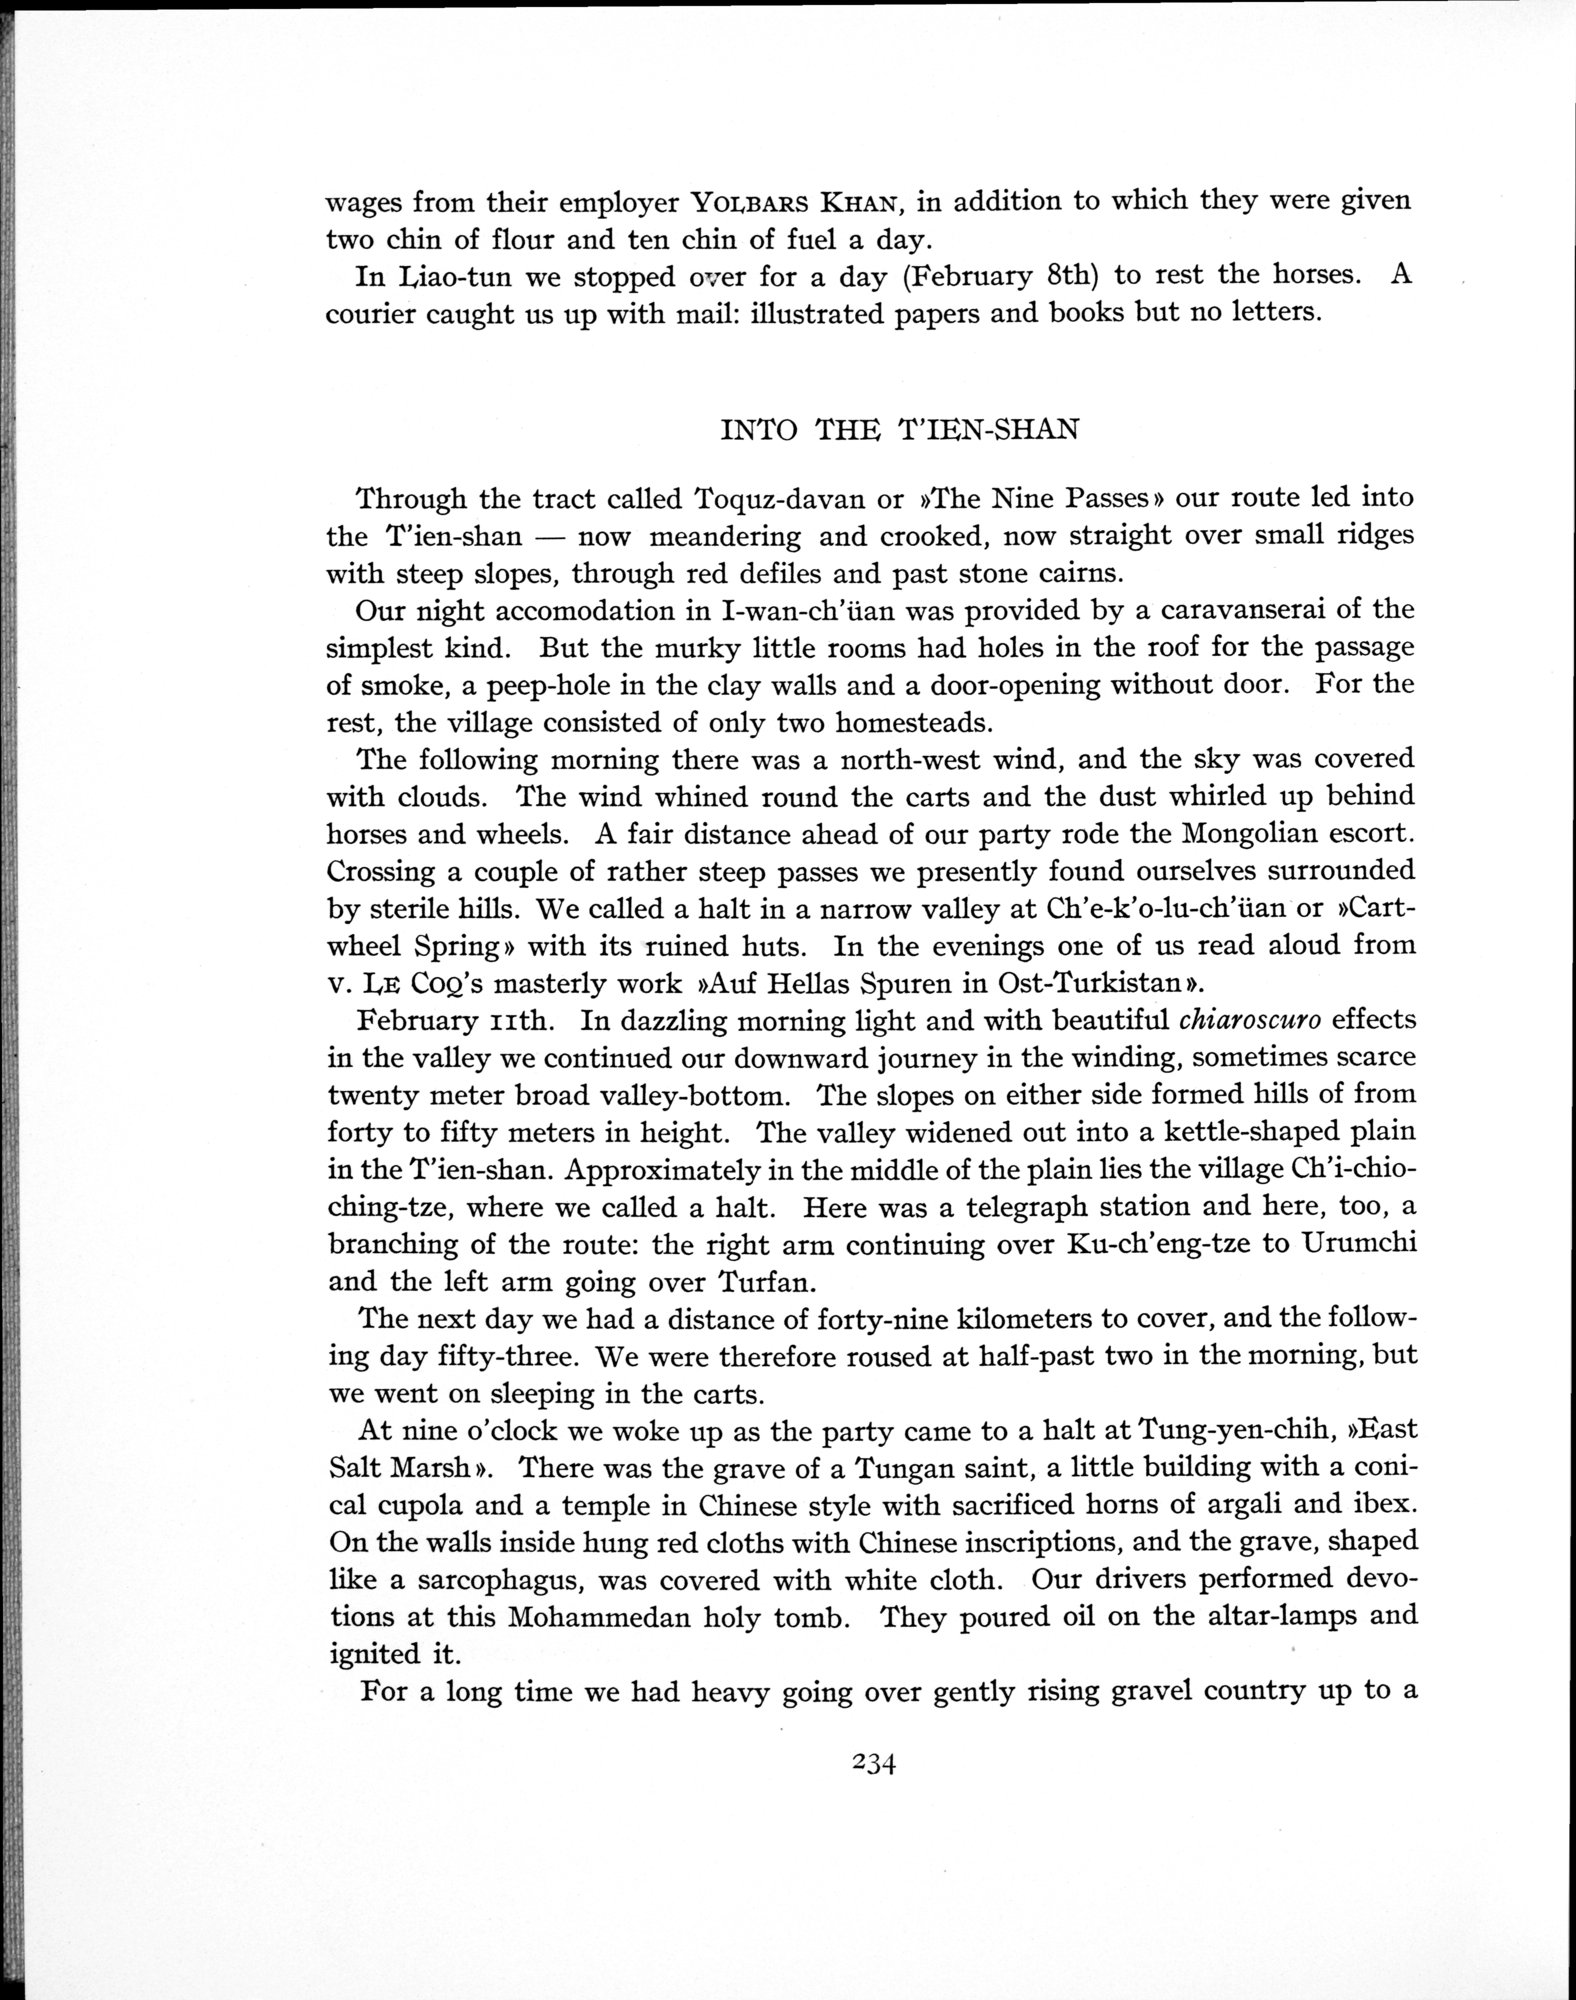 wages from their employer YOLBARS KHAN, in addition to which they were given
two chin of flour and ten chin of fuel a day.
In Liao-tun we stopped over for a day (February 8th) to rest the horses. A
courier caught us up with mail: illustrated papers and books but no letters.
INTO THE T'IEN-SHAN
Through the tract called Toquz-davan or »The Nine Passes» our route led into
the T'ien-shan — now meandering and crooked, now straight over small ridges
with steep slopes, through red defiles and past stone cairns.
Our night accomodation in I-wan-ch'üan was provided by a caravanserai of the
simplest kind. But the murky little rooms had holes in the roof for the passage
of smoke, a peep-hole in the clay walls and a door-opening without door. For the
rest, the village consisted of only two homesteads.
The following morning there was a north-west wind, and the sky was covered
with clouds. The wind whined round the carts and the dust whirled up behind
horses and wheels. A fair distance ahead of our party rode the Mongolian escort.
Crossing a couple of rather steep passes we presently found ourselves surrounded
by sterile hills. We called a halt in a narrow valley at Ch'e-k'o-lu-ch'üan or »Cart-
wheel Spring» with its ruined huts. In the evenings one of us read aloud from
v. LE COQ's masterly work »Auf Hellas Spuren in Ost-Turkistan».
February 11th. In dazzling morning light and with beautiful chiaroscuro effects
in the valley we continued our downward journey in the winding, sometimes scarce
twenty meter broad valley-bottom. The slopes on either side formed hills of from
forty to fifty meters in height. The valley widened out into a kettle-shaped plain
in the T'ien-shan. Approximately in the middle of the plain lies the village Ch'i-chio-
ching-tze, where we called a halt. Here was a telegraph station and here, too, a
branching of the route: the right arm continuing over Ku-ch'eng-tze to Urumchi
and the left arm going over Turfan.
The next day we had a distance of forty-nine kilometers to cover, and the follow-
ing day fifty-three. We were therefore roused at half-past two in the morning, but
we went on sleeping in the carts.
At nine o'clock we woke up as the party came to a halt at Tung-yen-chih, »East
Salt Marsh». There was the grave of a Tungan saint, a little building with a coni-
cal cupola and a temple in Chinese style with sacrificed horns of argali and ibex.
On the walls inside hung red cloths with Chinese inscriptions, and the grave, shaped
like a sarcophagus, was covered with white cloth. Our drivers performed devo-
tions at this Mohammedan holy tomb. They poured oil on the altar-lamps and
ignited it.
For a long time we had heavy going over gently rising gravel country up to a
234